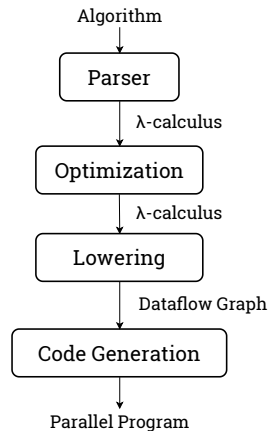 Algorithm
Parser
λ-calculus
Optimization
λ-calculus
Lowering
Dataflow Graph
Code Generation
Parallel Program